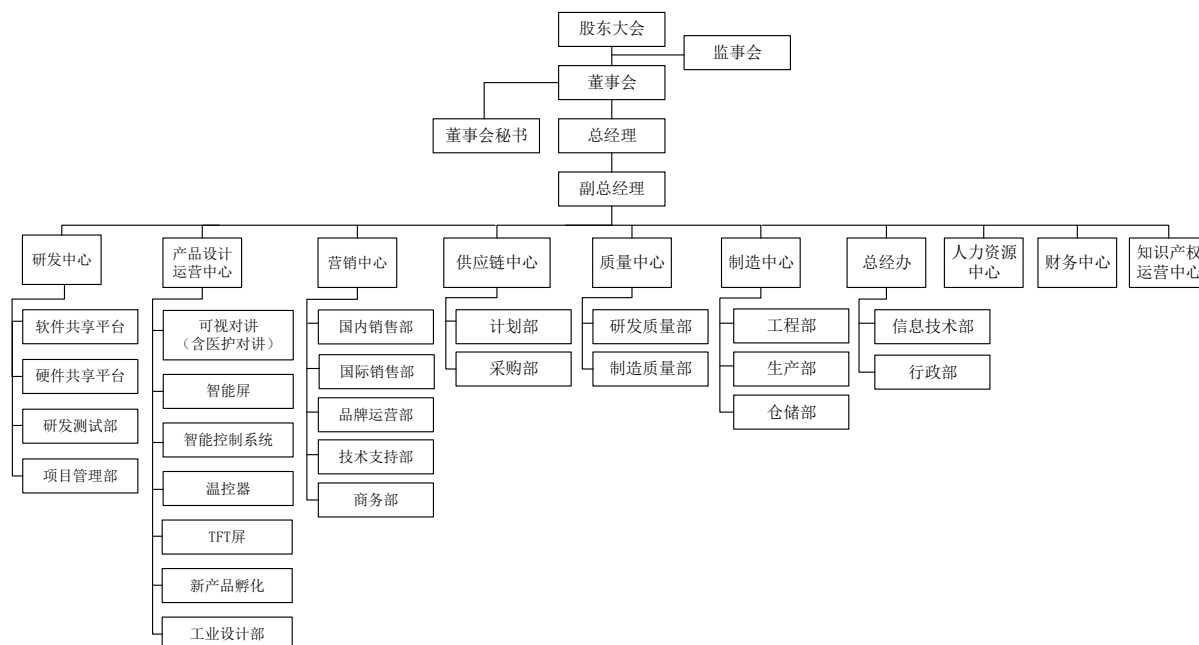 股东大会
监事会
董事会
董事会秘书
总经理
副总经理
研发中心
产品设计
运营中心
营销中心
供应链中心
质量中心
制造中心
总经办
人力资源
中心
财务中心
知识产权
运营中心
软件共享平台
硬件共享平台
研发测试部
项目管理部
可视对讲
（含医护对讲）
智能屏
智能控制系统
温控器
TFT屏
新产品孵化
工业设计部
国内销售部
国际销售部
品牌运营部
技术支持部
商务部
计划部
采购部
研发质量部
制造质量部
工程部
生产部
仓储部
信息技术部
行政部